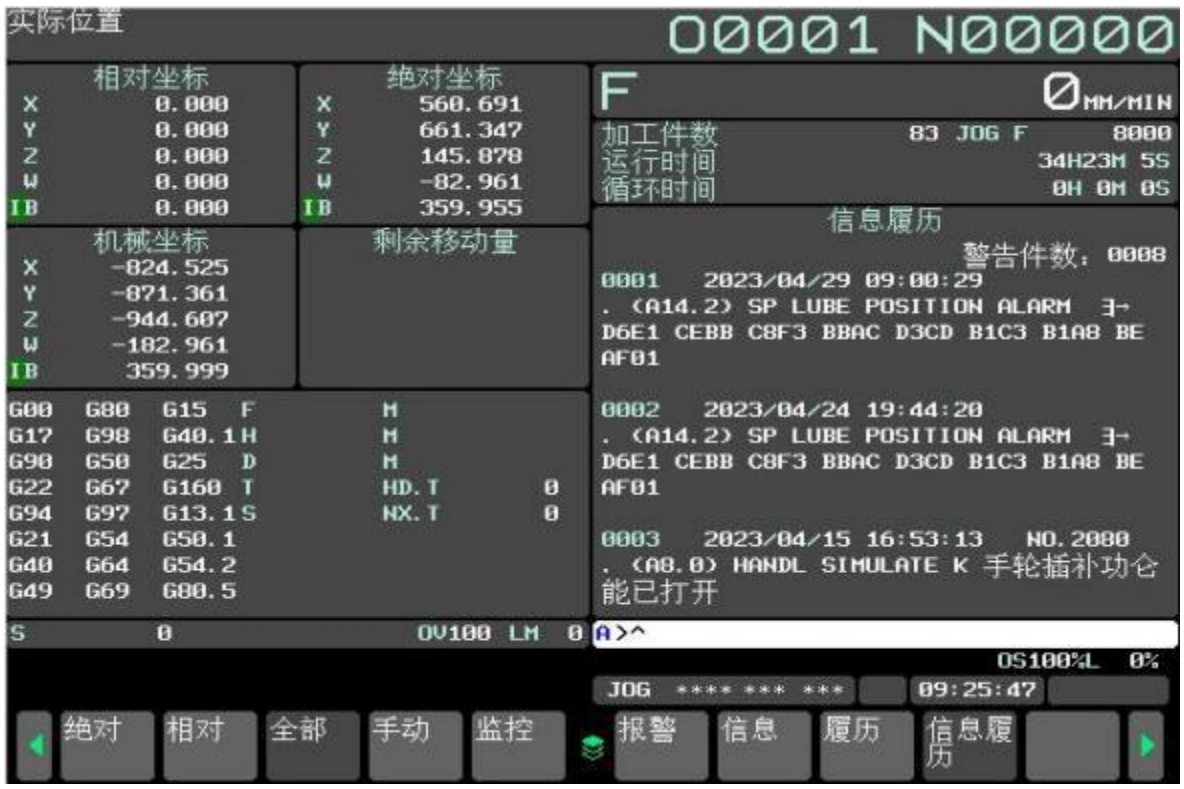 实际位置
O0001 N00000
相对坐标
X 0.000
Y 0.000
Z 0.000
W 0.000
IB 0.000
绝对坐标
X 560.691
Y 661.347
Z 145.878
W -82.961
IB 359.955
机械坐标
X -824.525
Y -871.361
Z -944.607
W -182.961
IB 359.999
剩余移动量
G00 G80 G15 F M
G17 G98 G40.1 H M
G90 G50 G25 D M
G22 G67 G160 T HD.T 0
G94 G97 G13.1 S NX.T 0
G21 G54 G50.1
G40 G64 G54.2
G49 G69 G80.5
S 0 OV100 LM 0
F 0 MM/MIN
加工件数 83 JOG F 8000
运行时间 34H23M 5S
循环时间 0H 0M 0S
信息履历
警告件数: 0008
0001 2023/04/29 09:00:29
. (A14.2) SP LUBE POSITION ALARM
D6E1 CEBB C8F3 BBAC D3CD B1C3 B1A8 BE
AF01
0002 2023/04/24 19:44:20
. (A14.2) SP LUBE POSITION ALARM
D6E1 CEBB C8F3 BBAC D3CD B1C3 B1A8 BE
AF01
0003 2023/04/15 16:53:13 NO.2080
. (A8.0) HANDL SIMULATE K 手轮插补功仑
能已打开
A>^
OS100%L 0%
JOG **** *** *** 09:25:47
绝对 相对 全部 手动 监控 报警 信息 履历 信息履
历